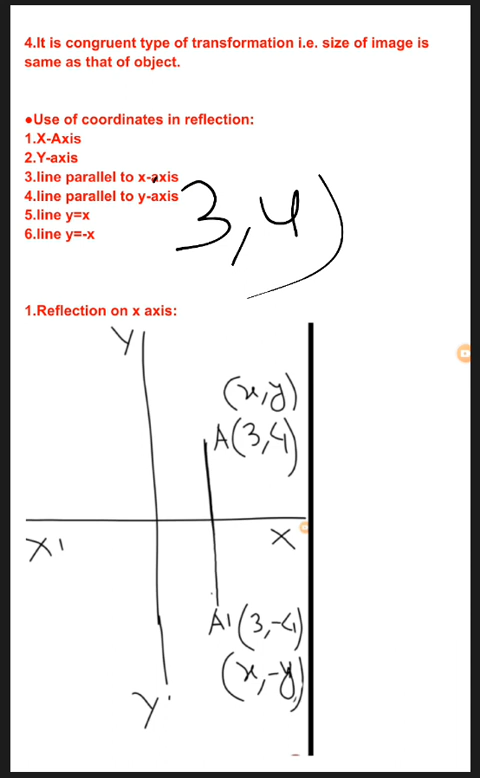 4.It is congruent type of transformation i.e. size of image is
same as that of object.
•Use of coordinates in reflection:
1.X-Axis
2.Y-axis
3.line parallel to x-axis
4.line parallel to y-axis
5.line y=x
6.line y=-x
3,4)
1.Reflection on x axis:
Y
(x,y)
A(3,4)
X'
X
A'(3,-4)
(x,-y)
Y'